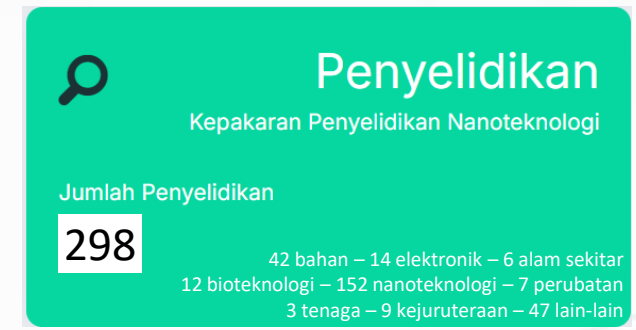 Penyelidikan
Kepakaran Penyelidikan Nanoteknologi
Jumlah Penyelidikan
298
42 bahan – 14 elektronik – 6 alam sekitar
12 bioteknologi – 152 nanoteknologi – 7 perubatan
3 tenaga – 9 kejuruteraan – 47 lain-lain